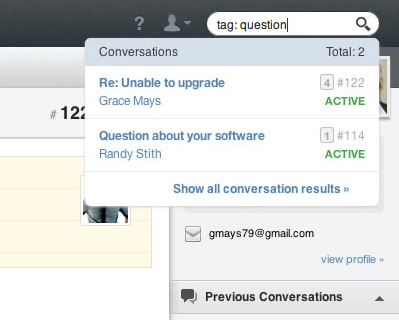 ?
tag: question
Conversations Total: 2
Re: Unable to upgrade 4 #122
Grace Mays ACTIVE
# 122
Question about your software 1 #114
Randy Stith ACTIVE
Show all conversation results »
gmays79@gmail.com
view profile »
Previous Conversations